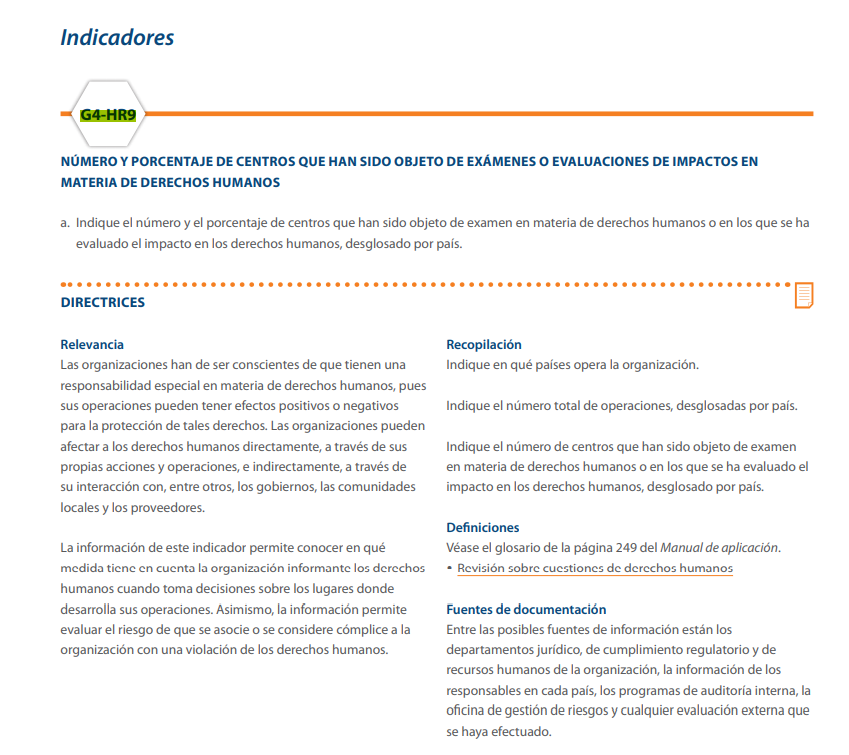 Indicadores
G4-HR9
NÚMERO Y PORCENTAJE DE CENTROS QUE HAN SIDO OBJETO DE EXÁMENES O EVALUACIONES DE IMPACTOS EN
MATERIA DE DERECHOS HUMANOS
a. Indique el número y el porcentaje de centros que han sido objeto de examen en materia de derechos humanos o en los que se ha
evaluado el impacto en los derechos humanos, desglosado por país.
DIRECTRICES
Relevancia
Las organizaciones han de ser conscientes de que tienen una
responsabilidad especial en materia de derechos humanos, pues
sus operaciones pueden tener efectos positivos o negativos
para la protección de tales derechos. Las organizaciones pueden
afectar a los derechos humanos directamente, a través de sus
propias acciones y operaciones, e indirectamente, a través de
su interacción con, entre otros, los gobiernos, las comunidades
locales y los proveedores.
La información de este indicador permite conocer en qué
medida tiene en cuenta la organización informante los derechos
humanos cuando toma decisiones sobre los lugares donde
desarrolla sus operaciones. Asimismo, la información permite
evaluar el riesgo de que se asocie o se considere cómplice a la
organización con una violación de los derechos humanos.
Recopilación
Indique en qué países opera la organización.
Indique el número total de operaciones, desglosadas por país.
Indique el número de centros que han sido objeto de examen
en materia de derechos humanos o en los que se ha evaluado el
impacto en los derechos humanos, desglosado por país.
Definiciones
Véase el glosario de la página 249 del Manual de aplicación.
• Revisión sobre cuestiones de derechos humanos
Fuentes de documentación
Entre las posibles fuentes de información están los
departamentos jurídico, de cumplimiento regulatorio y de
recursos humanos de la organización, la información de los
responsables en cada país, los programas de auditoría interna, la
oficina de gestión de riesgos y cualquier evaluación externa que
se haya efectuado.